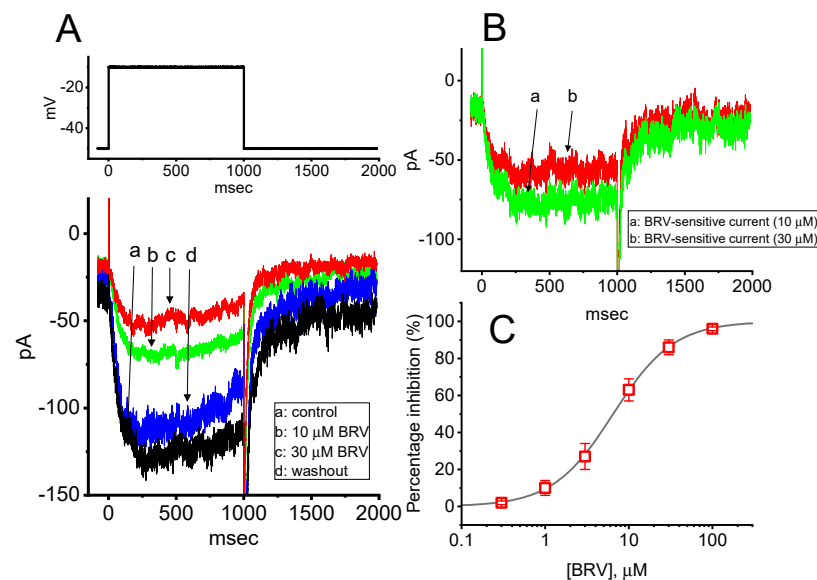 A
mV
-20
-40
0
500
1000
1500
2000
msec
0
-50
-100
-150
pA
a
b
c
d
a: control
b: 10 μM BRV
c: 30 μM BRV
d: washout
0
500
1000
1500
2000
msec
B
0
-25
-50
-75
-100
pA
a
b
a: BRV-sensitive current (10 μM)
b: BRV-sensitive current (30 μM)
0
500
1000
1500
2000
msec
C
Percentage inhibition (%)
100
80
60
40
20
0
0.1
1
10
100
[BRV], μM